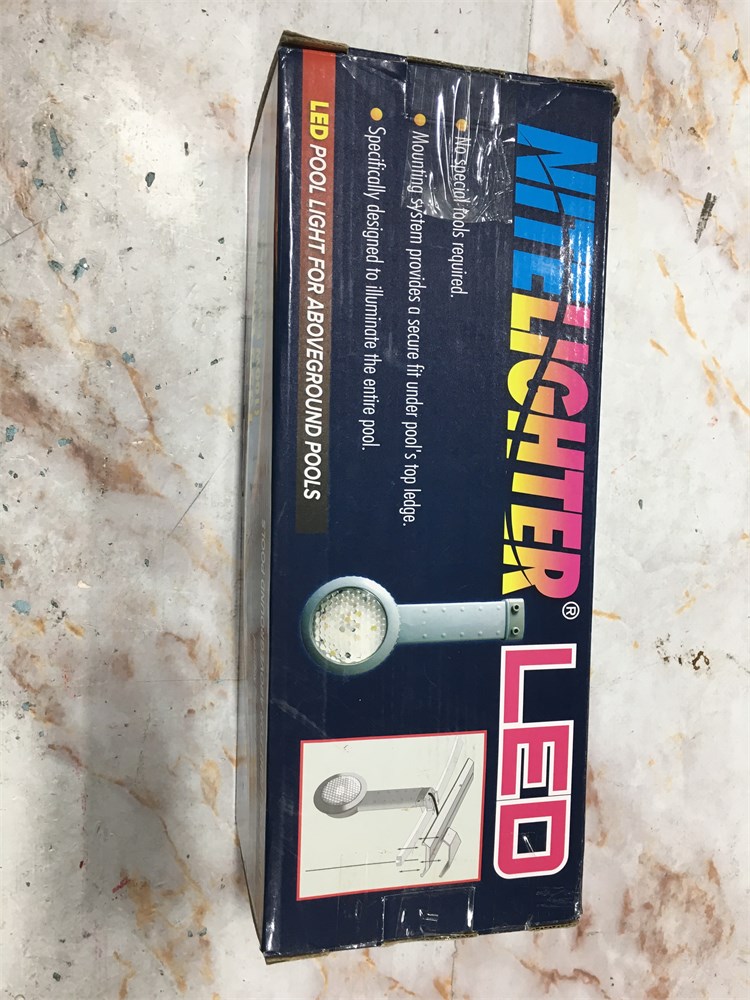 NITELIGHTER® LED
No special tools required.
Mounting system provides a secure fit under pool's top ledge.
Specifically designed to illuminate the entire pool.
LED POOL LIGHT FOR ABOVEGROUND POOLS